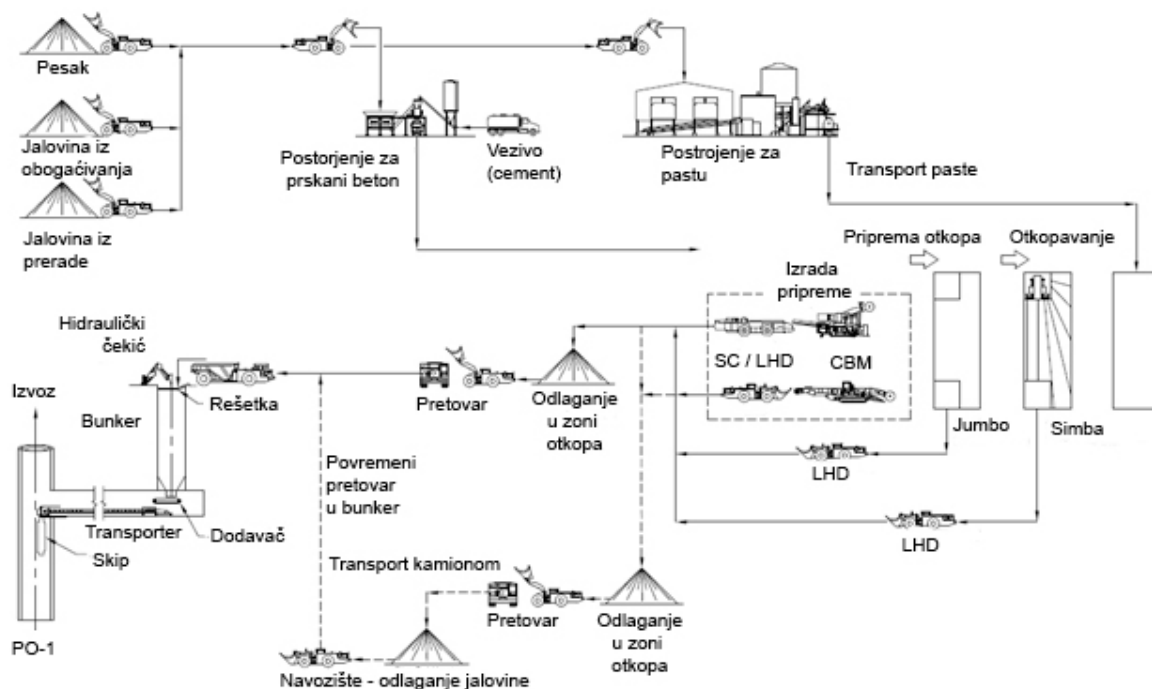 Pesak
Jalovina iz
obogaćivanja
Jalovina iz
prerade
Postorjenje za
prskani beton
Vezivo
(cement)
Postrojenje za
pastu
Transport paste
Priprema otkopa
Otkopavanje
Izrada
pripreme
SC / LHD
CBM
Jumbo
Simba
LHD
LHD
Hidraulički
čekić
Izvoz
Bunker
Rešetka
Pretovar
Odlaganje
u zoni
otkopa
Povremeni
pretovar
u bunker
Transporter
Dodavač
Skip
PO-1
Transport kamionom
Pretovar
Odlaganje
u zoni
otkopa
Navozište - odlaganje jalovine